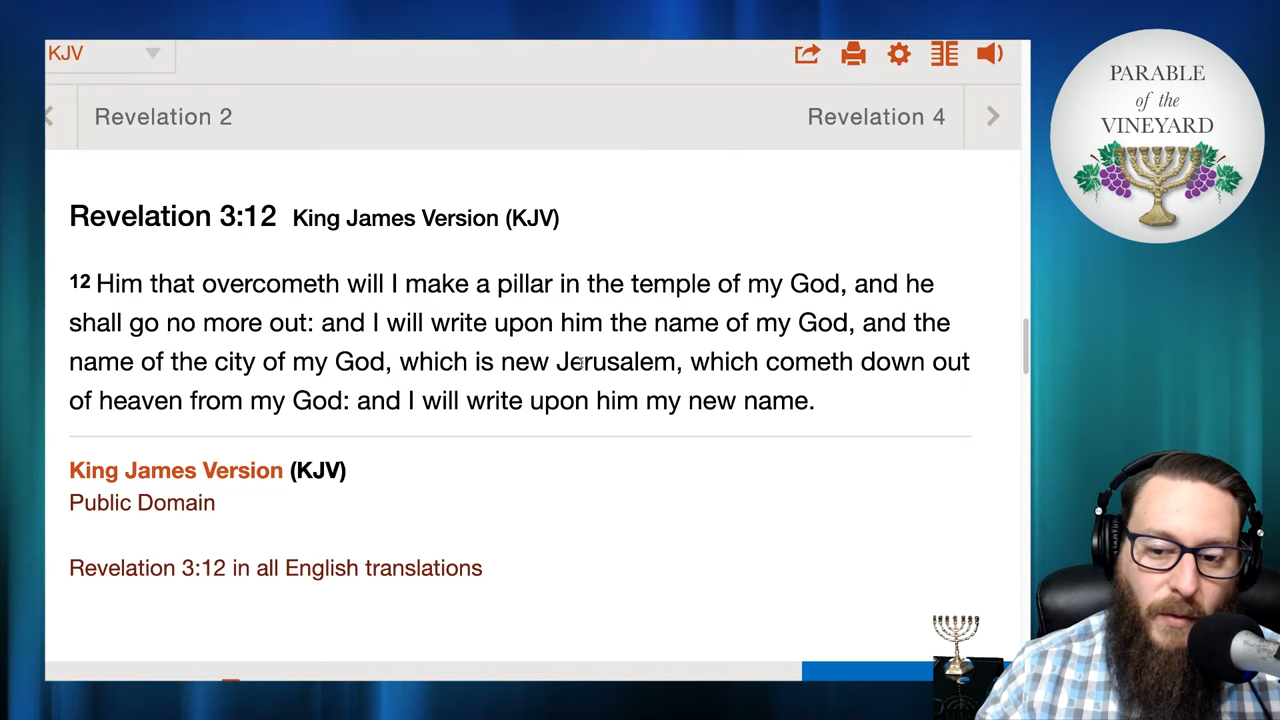 KJV
Revelation 2
Revelation 4
PARABLE
of the
VINEYARD
Revelation 3:12 King James Version (KJV)
12 Him that overcometh will I make a pillar in the temple of my God, and he
shall go no more out: and I will write upon him the name of my God, and the
name of the city of my God, which is new Jerusalem, which cometh down out
of heaven from my God: and I will write upon him my new name.
King James Version (KJV)
Public Domain
Revelation 3:12 in all English translations